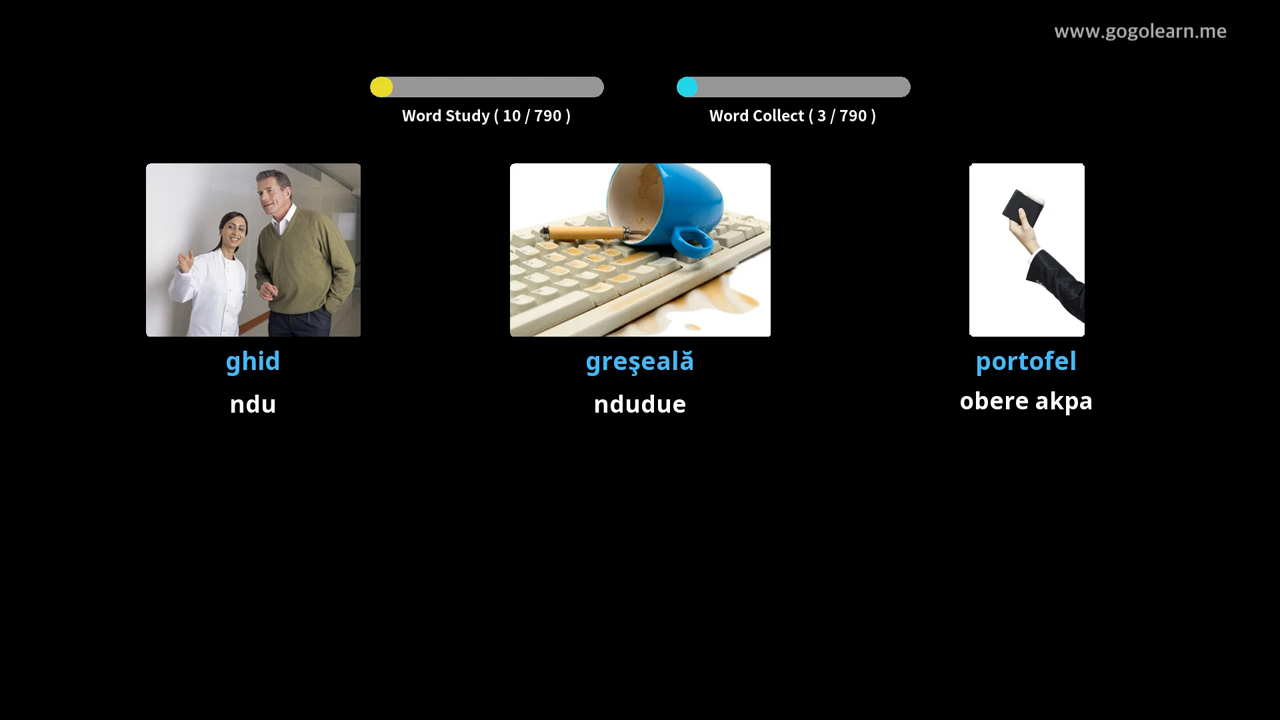 www.gogolearn.me
Word Study ( 10 / 790 )
Word Collect ( 3 / 790 )
ghid
greşeală
portofel
ndu
ndudue
obere akpa